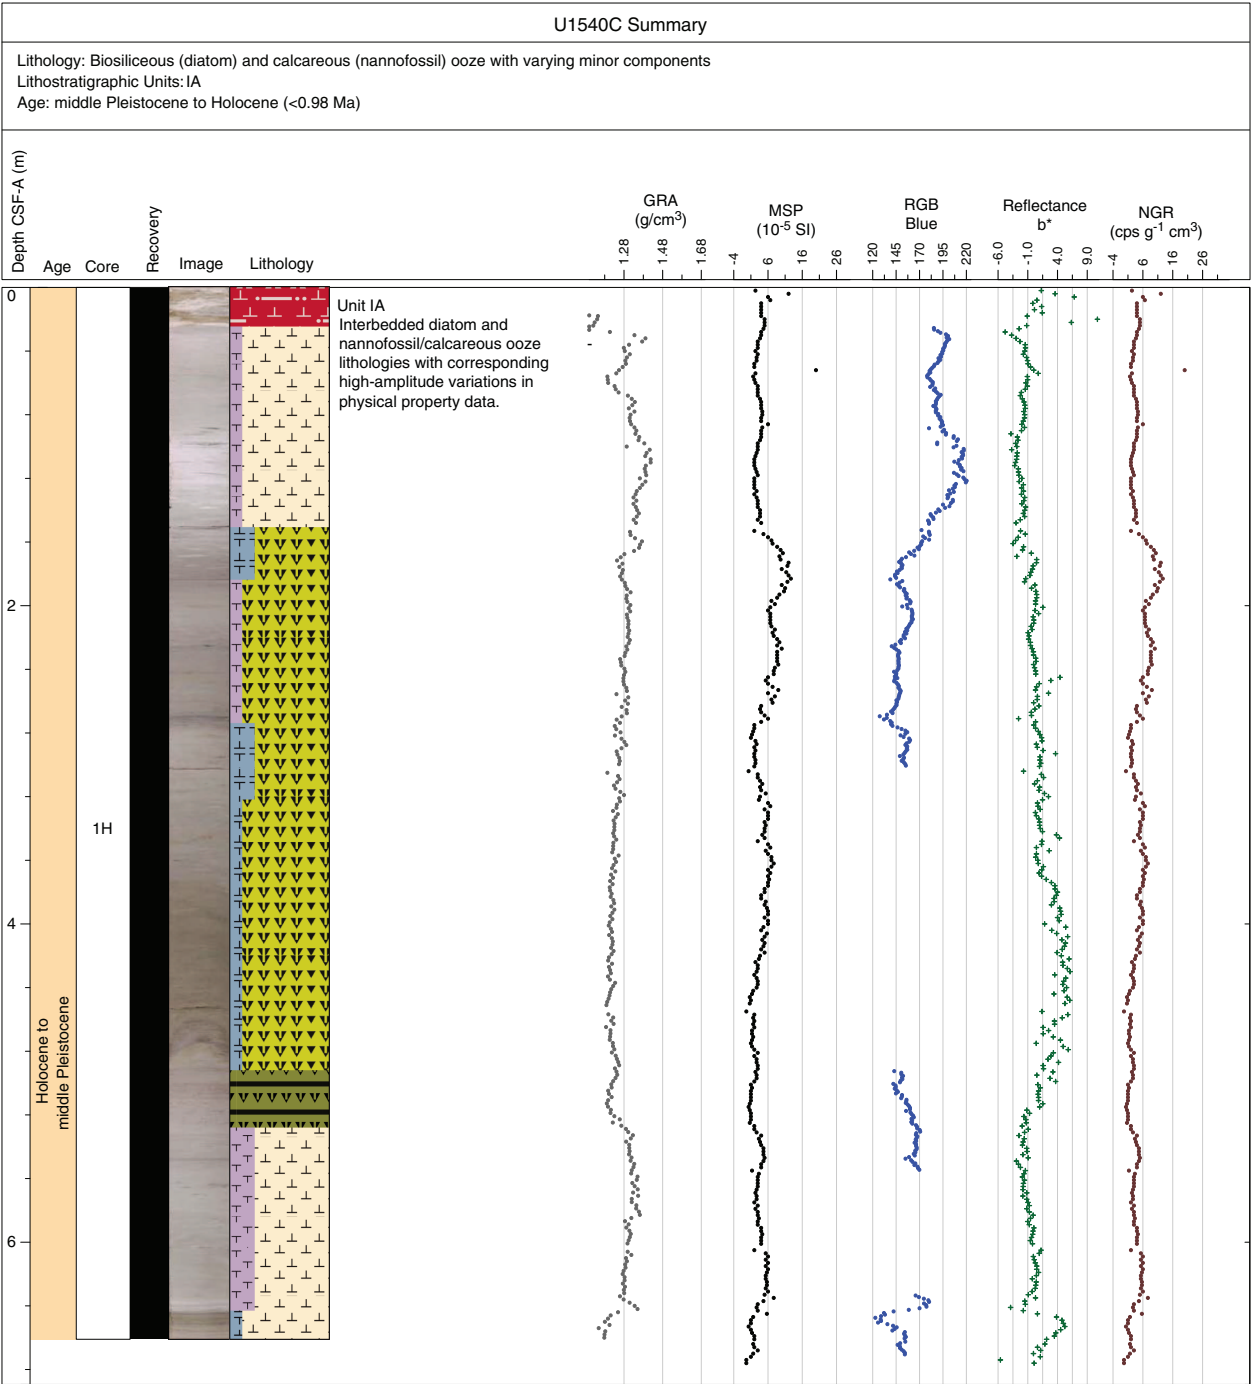 U1540C Summary
Lithology: Biosiliceous (diatom) and calcareous (nannofossil) ooze with varying minor components
Lithostratigraphic Units: IA
Age: middle Pleistocene to Holocene (<0.98 Ma)
Depth CSF-A (m)
Age
Core
Recovery
Image
Lithology
GRA
(g/cm³)
1.28 1.48 1.68
MSP
(10⁻⁵ SI)
-4 6 16 26
RGB
Blue
120 145 170 195 220
Reflectance
b*
-6.0 -1.0 4.0 9.0
NGR
(cps g⁻¹ cm³)
-4 6 16 26
0
2
4
6
Holocene to
middle Pleistocene
1H
Unit IA
Interbedded diatom and
nannofossil/calcareous ooze
lithologies with corresponding
high-amplitude variations in
physical property data.